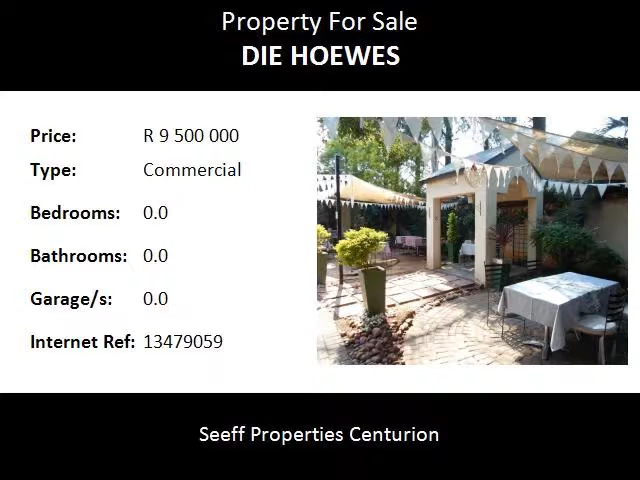 Property For Sale
DIE HOEWES
Price: R 9 500 000
Type: Commercial
Bedrooms: 0.0
Bathrooms: 0.0
Garage/s: 0.0
Internet Ref: 13479059
Seeff Properties Centurion